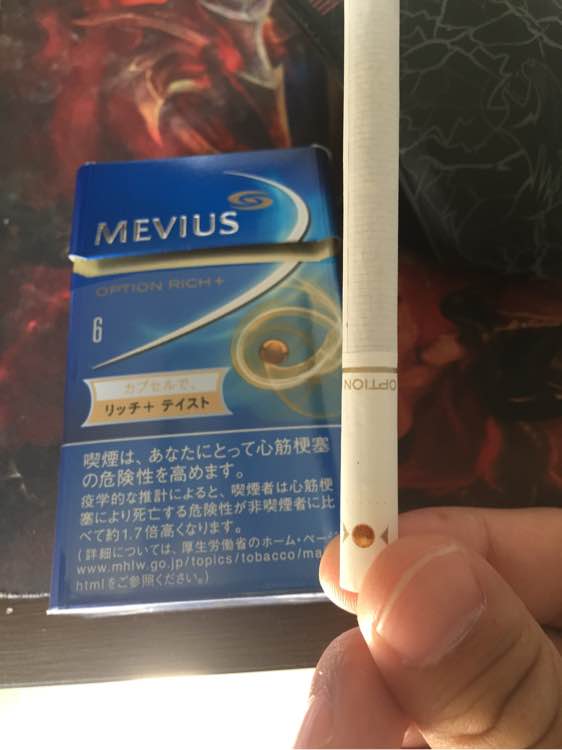 MEVIUS
OPTION RICH+
6
カプセルで、
リッチ+ テイスト
喫煙は、あなたにとって心筋梗塞
の危険性を高めます。
疫学的な推計によると、喫煙者は心筋梗
塞により死亡する危険性が非喫煙者に比
べて約1.7倍高くなります。
(詳細については、厚生労働省のホーム・ペー
www.mhlw.go.jp/topics/tobacco/ma
htmlをご参照ください。)
OPTION
OPTION